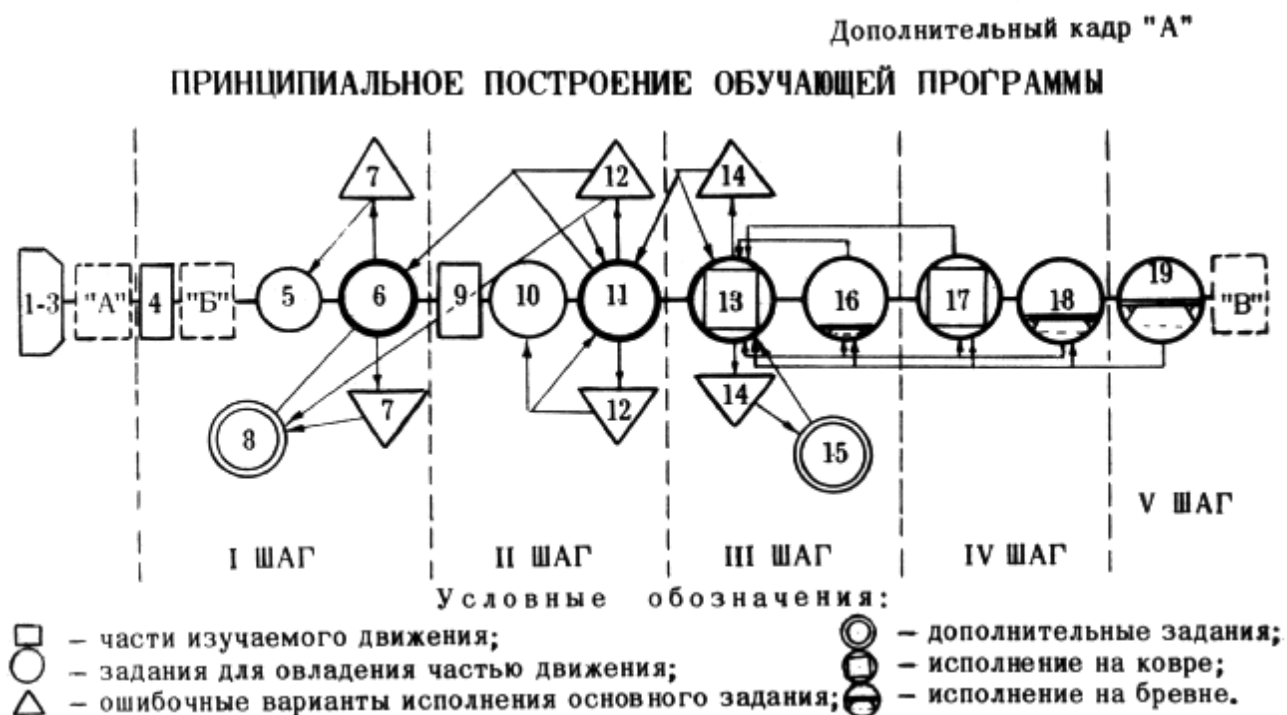 Дополнительный кадр "А"
ПРИНЦИПИАЛЬНОЕ ПОСТРОЕНИЕ ОБУЧАЮЩЕЙ ПРОГРАММЫ
7 12 14
1-3 "А" 4 "Б" 5 6 9 10 11 13 16 17 18 19 "В"
7 12 14
8 15
V ШАГ
I ШАГ II ШАГ III ШАГ IV ШАГ
Условные обозначения:
– части изучаемого движения;
– задания для овладения частью движения;
– ошибочные варианты исполнения основного задания;
– дополнительные задания;
– исполнение на ковре;
– исполнение на бревне.